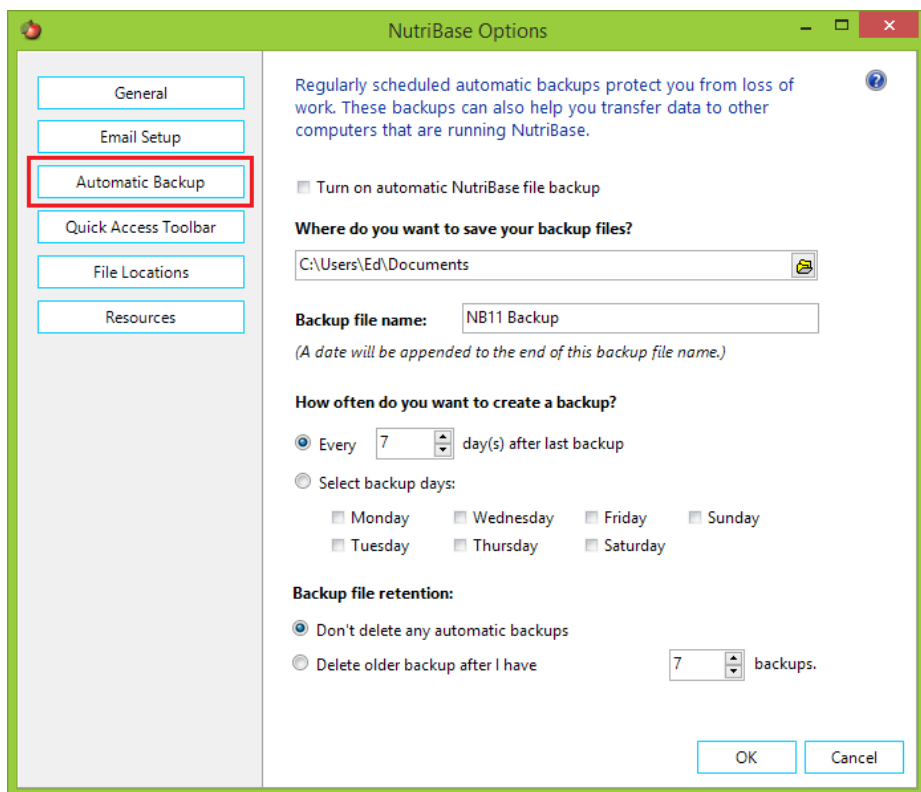 NutriBase Options
General
Email Setup
Automatic Backup
Quick Access Toolbar
File Locations
Resources
Regularly scheduled automatic backups protect you from loss of
work. These backups can also help you transfer data to other
computers that are running NutriBase.
Turn on automatic NutriBase file backup
Where do you want to save your backup files?
C:\Users\Ed\Documents
Backup file name: NB11 Backup
(A date will be appended to the end of this backup file name.)
How often do you want to create a backup?
Every 7 day(s) after last backup
Select backup days:
Monday Wednesday Friday Sunday
Tuesday Thursday Saturday
Backup file retention:
Don't delete any automatic backups
Delete older backup after I have 7 backups.
OK Cancel